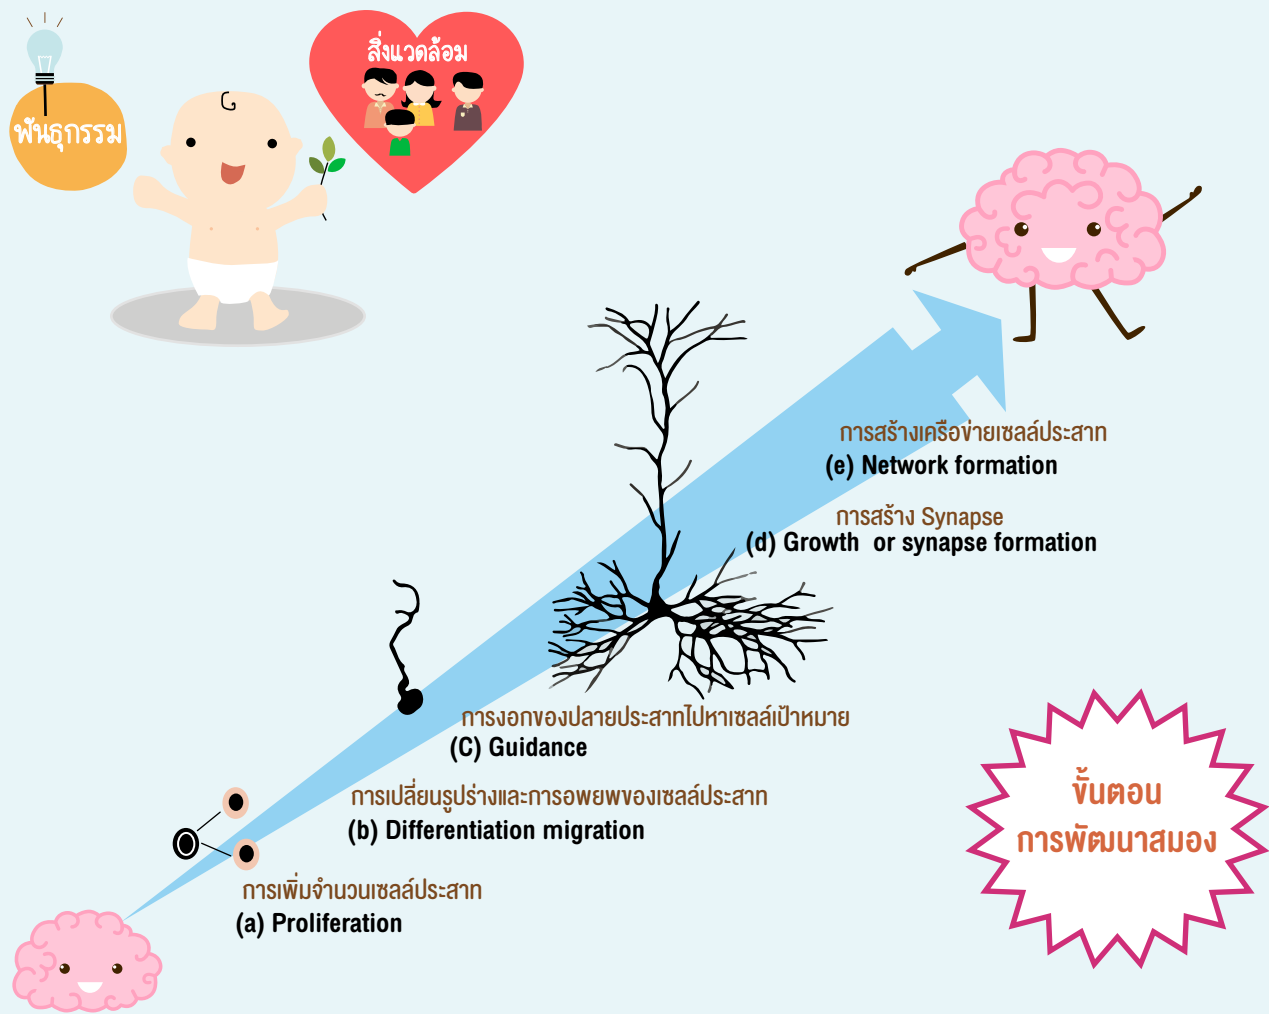 สิ่งแวดล้อม
พันธุกรรม
การสร้างเครือข่ายเซลล์ประสาท
(e) Network formation
การสร้าง Synapse
(d) Growth or synapse formation
การงอกของปลายประสาทไปหาเซลล์เป้าหมาย
(C) Guidance
การเปลี่ยนรูปร่างและการอพยพของเซลล์ประสาท
(b) Differentiation migration
การเพิ่มจำนวนเซลล์ประสาท
(a) Proliferation
ขั้นตอน
การพัฒนาสมอง